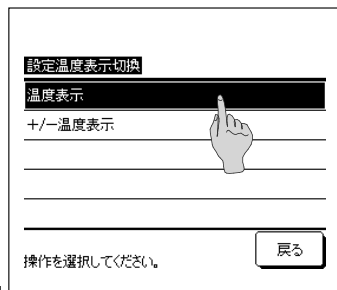 設定温度表示切換
温度表示
+/－温度表示
操作を選択してください。
戻る